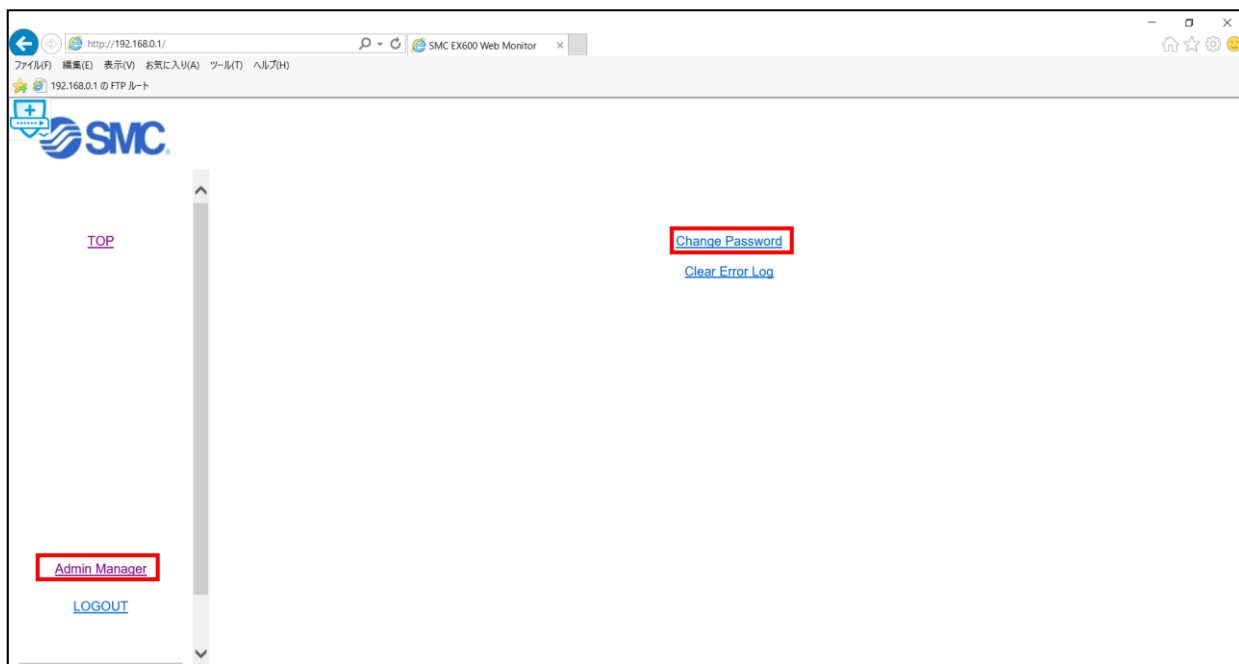 http://192.168.0.1/
SMC EX600 Web Monitor
ファイル(F) 編集(E) 表示(V) お気に入り(A) ツール(T) ヘルプ(H)
192.168.0.1 の FTP ルート
SMC.
TOP
Change Password
Clear Error Log
Admin Manager
LOGOUT